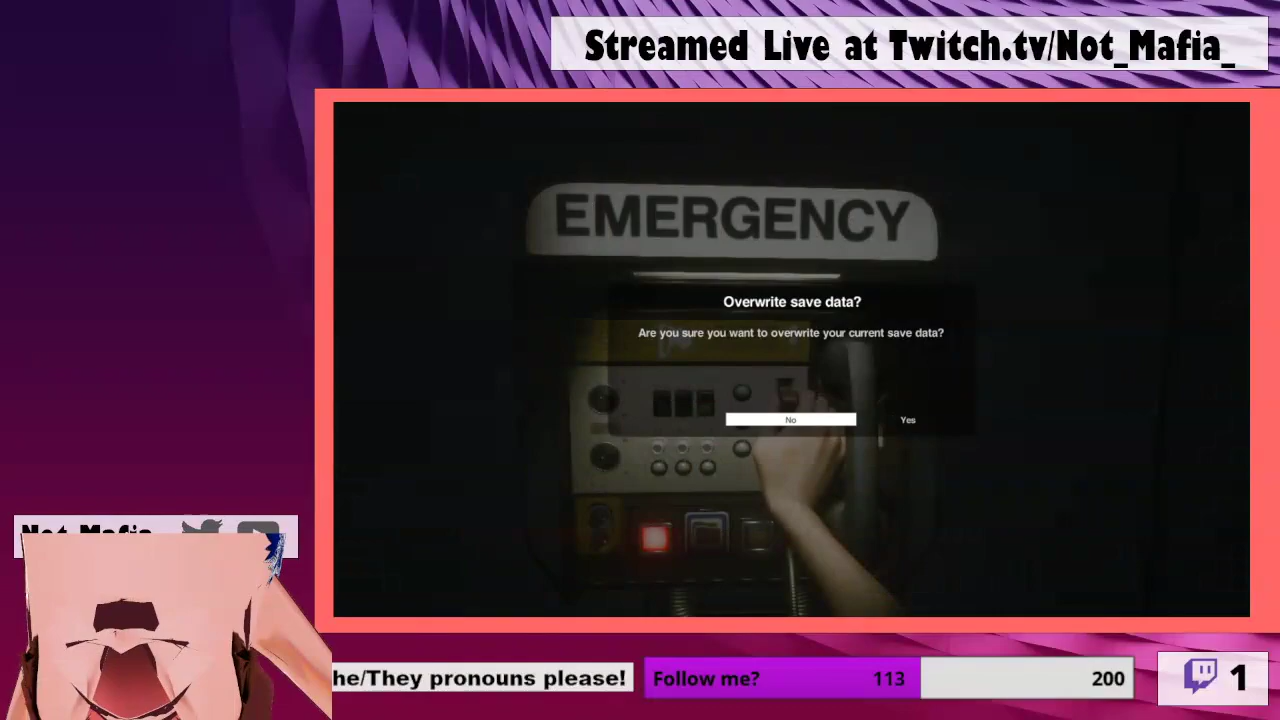 Streamed Live at Twitch.tv/Not_Mafia_
EMERGENCY
Overwrite save data?
Are you sure you want to overwrite your current save data?
No
Yes
Not_Mafia_
he/They pronouns please!
Follow me?
113
200
1